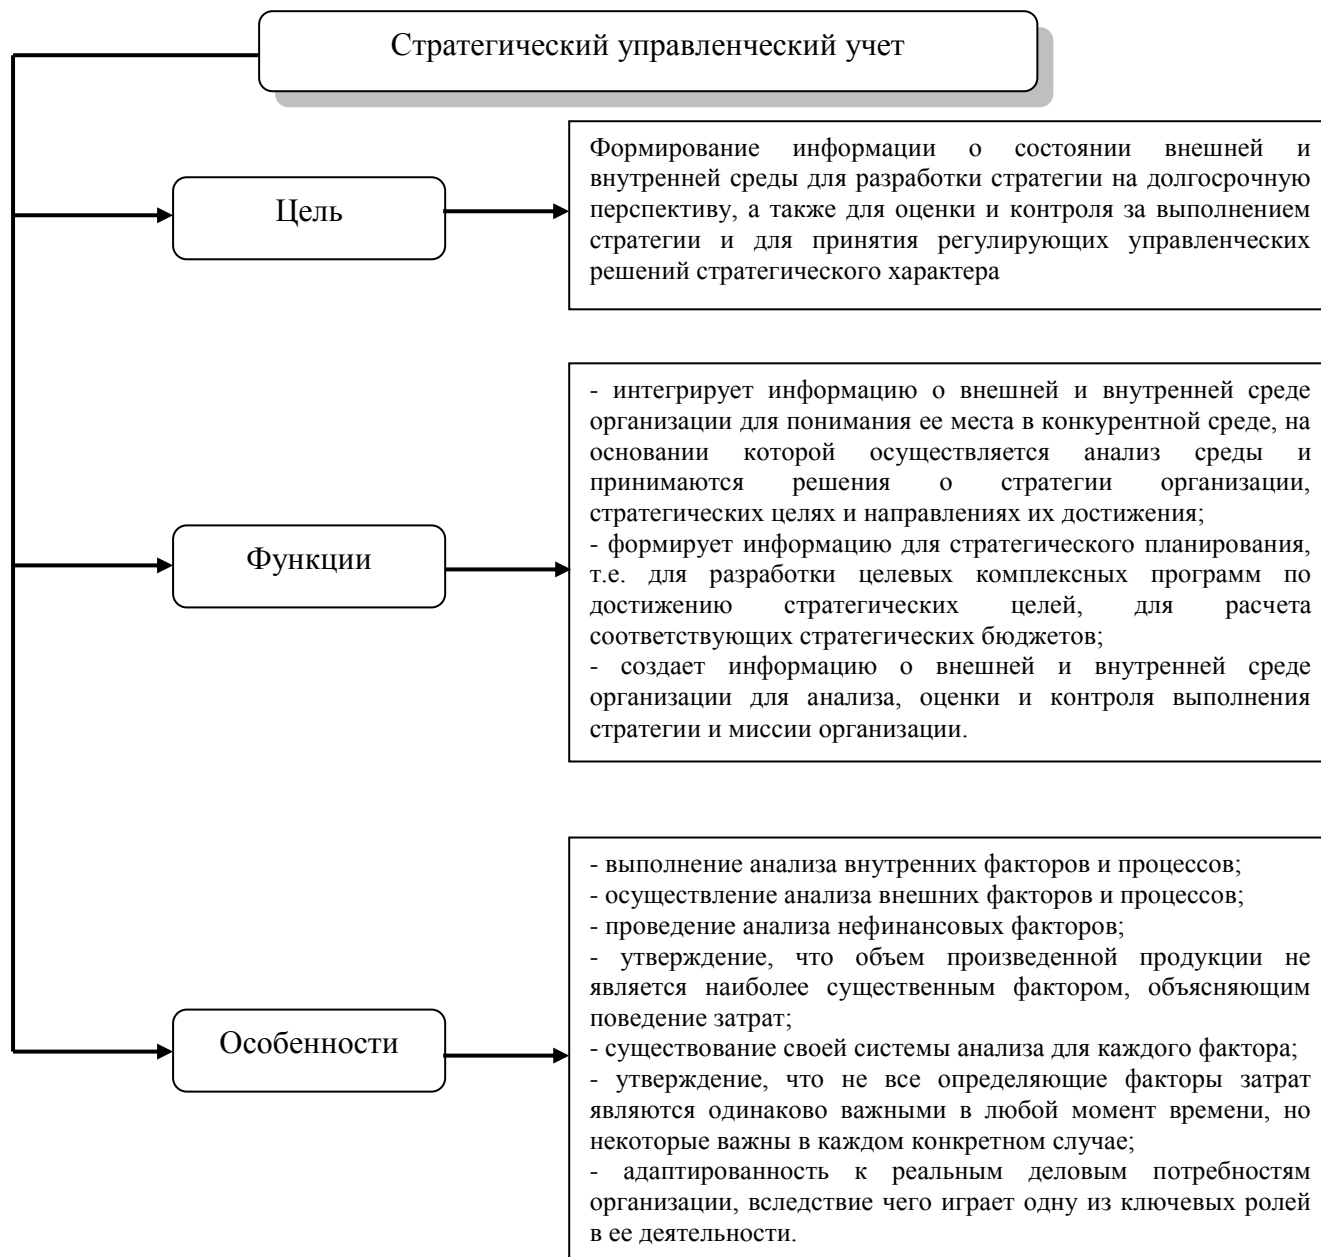 Стратегический управленческий учет
Цель
Формирование информации о состоянии внешней и
внутренней среды для разработки стратегии на долгосрочную
перспективу, а также для оценки и контроля за выполнением
стратегии и для принятия регулирующих управленческих
решений стратегического характера
Функции
- интегрирует информацию о внешней и внутренней среде
организации для понимания ее места в конкурентной среде, на
основании которой осуществляется анализ среды и
принимаются решения о стратегии организации,
стратегических целях и направлениях их достижения;
- формирует информацию для стратегического планирования,
т.е. для разработки целевых комплексных программ по
достижению стратегических целей, для расчета
соответствующих стратегических бюджетов;
- создает информацию о внешней и внутренней среде
организации для анализа, оценки и контроля выполнения
стратегии и миссии организации.
Особенности
- выполнение анализа внутренних факторов и процессов;
- осуществление анализа внешних факторов и процессов;
- проведение анализа нефинансовых факторов;
- утверждение, что объем произведенной продукции не
является наиболее существенным фактором, объясняющим
поведение затрат;
- существование своей системы анализа для каждого фактора;
- утверждение, что не все определяющие факторы затрат
являются одинаково важными в любой момент времени, но
некоторые важны в каждом конкретном случае;
- адаптированность к реальным деловым потребностям
организации, вследствие чего играет одну из ключевых ролей
в ее деятельности.